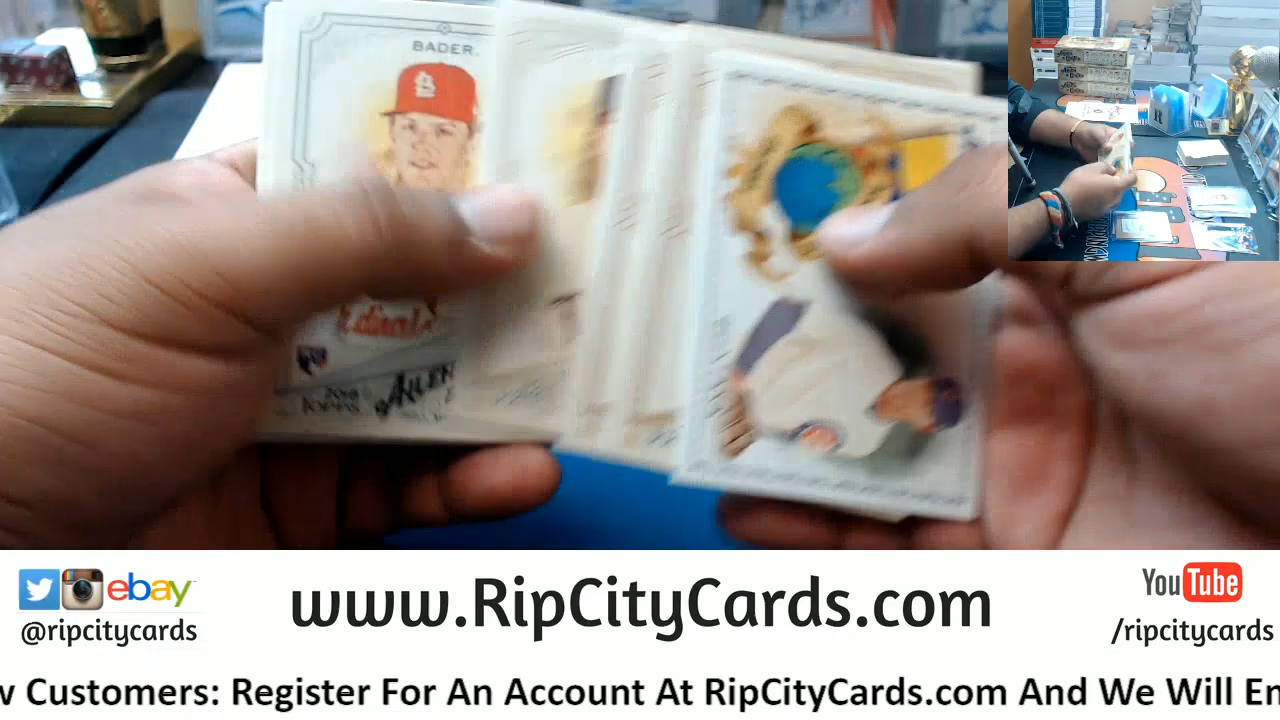 BADER.
2018
TOPPS
ALLEN
ebay
@ripcitycards
www.RipCityCards.com
YouTube
/ripcitycards
Customers: Register For An Account At RipCityCards.com And We Will